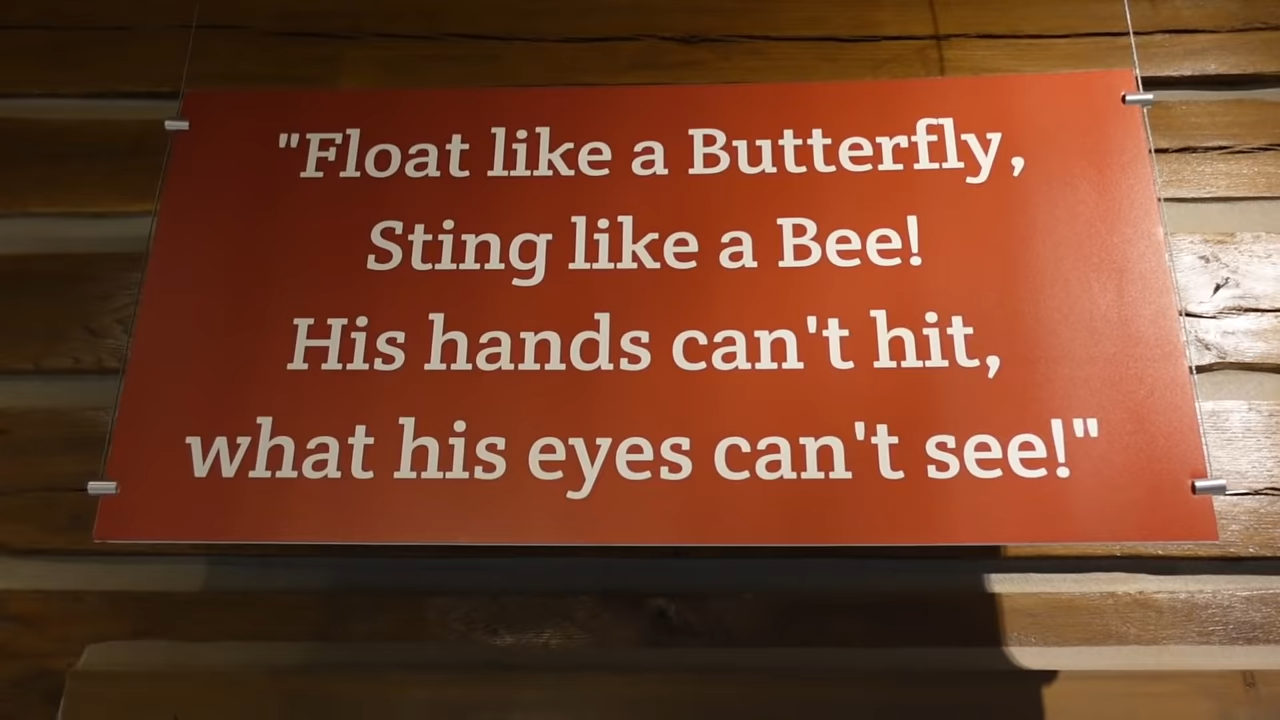 "Float like a Butterfly,
Sting like a Bee!
His hands can't hit,
what his eyes can't see!"